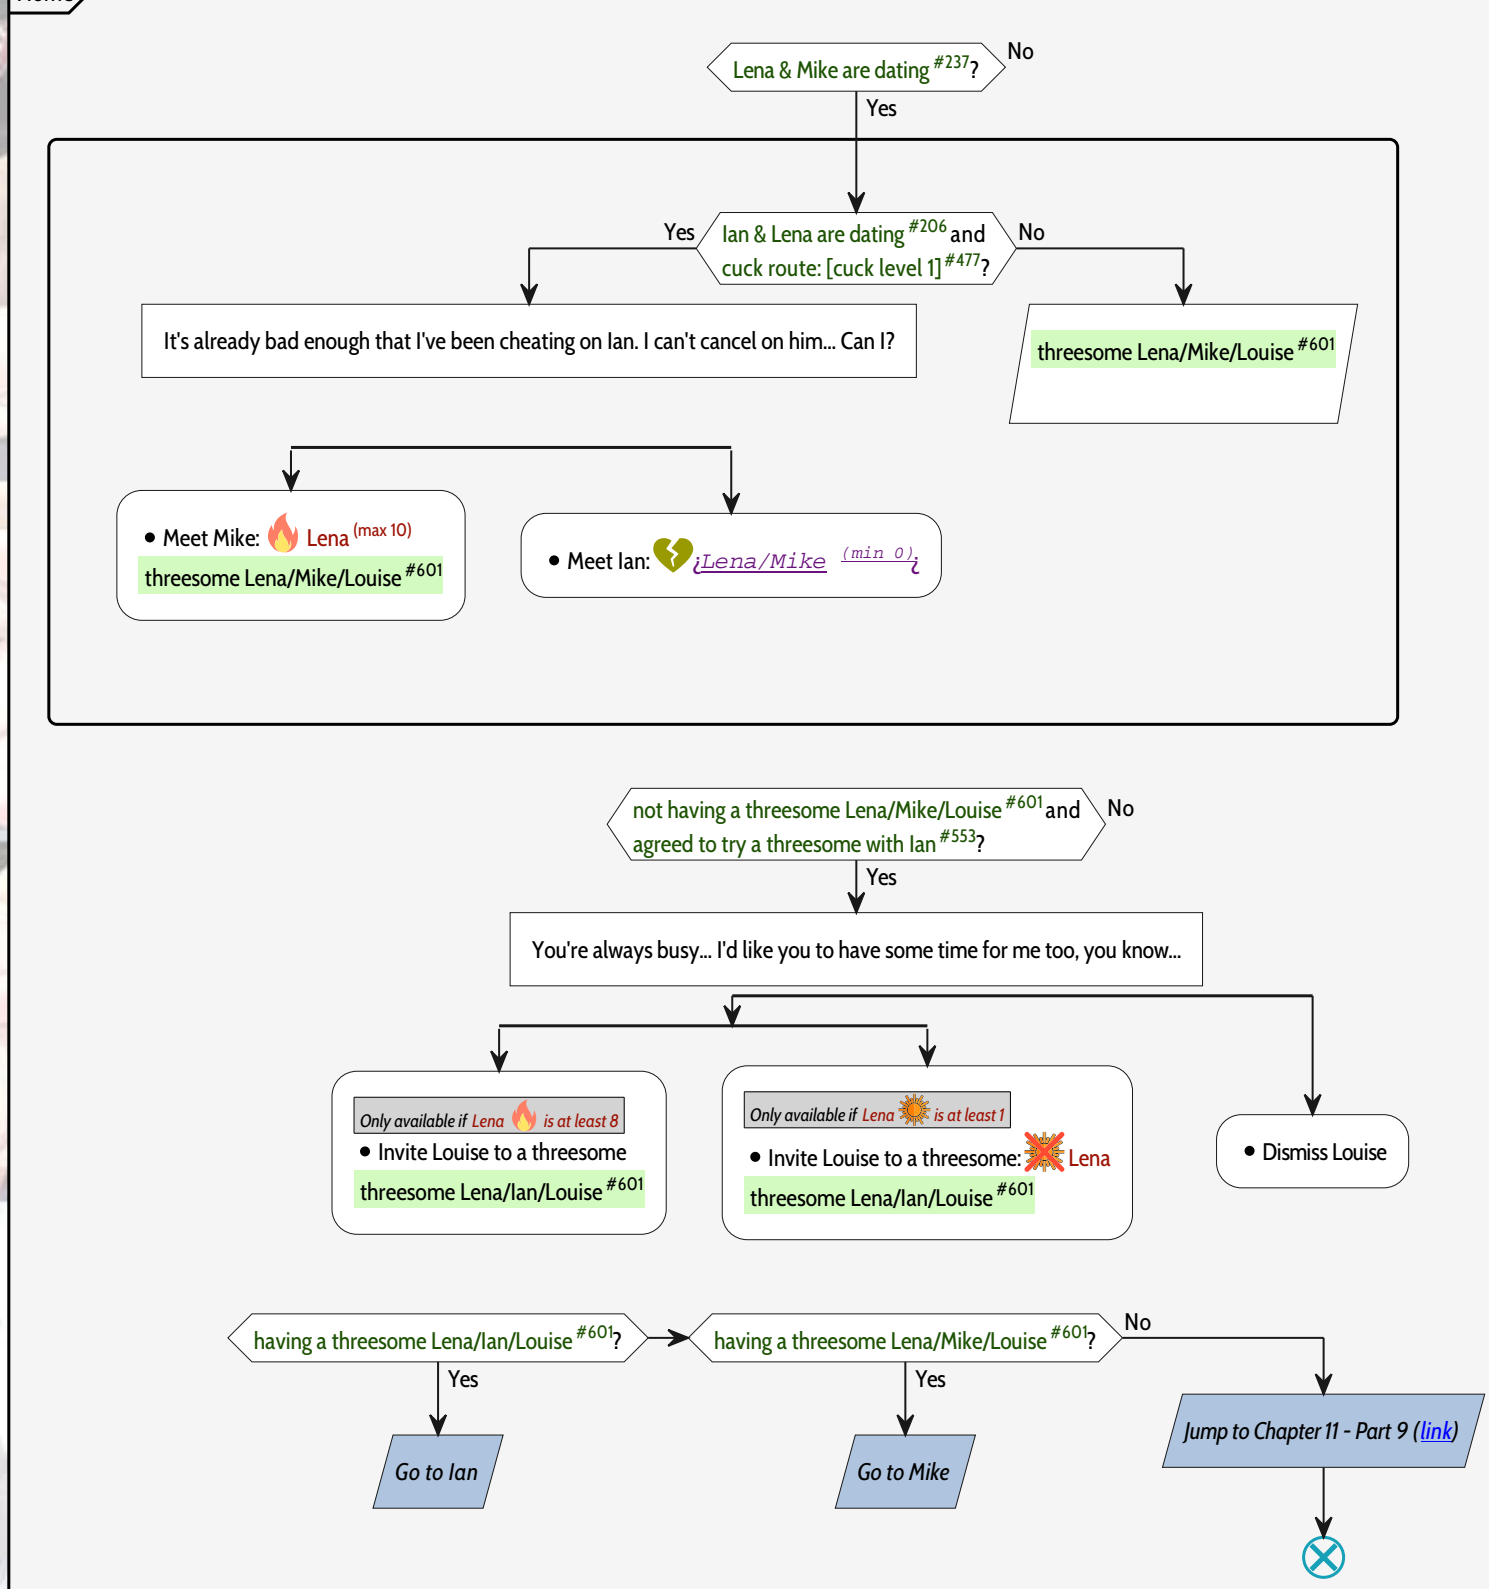 Lena & Mike are dating #237?
No
Yes
Yes
Ian & Lena are dating #206 and
cuck route: [cuck level 1] #477?
No
It's already bad enough that I've been cheating on Ian. I can't cancel on him... Can I?
threesome Lena/Mike/Louise #601
• Meet Mike: Lena (max 10)
threesome Lena/Mike/Louise #601
• Meet Ian: ¿Lena/Mike (min 0)¿
not having a threesome Lena/Mike/Louise #601 and
agreed to try a threesome with Ian #553?
No
Yes
You're always busy... I'd like you to have some time for me too, you know...
Only available if Lena is at least 8
• Invite Louise to a threesome
threesome Lena/Ian/Louise #601
Only available if Lena is at least 1
• Invite Louise to a threesome: Lena
threesome Lena/Ian/Louise #601
• Dismiss Louise
having a threesome Lena/Ian/Louise #601?
having a threesome Lena/Mike/Louise #601?
No
Yes
Yes
Go to Ian
Go to Mike
Jump to Chapter 11 - Part 9 (link)